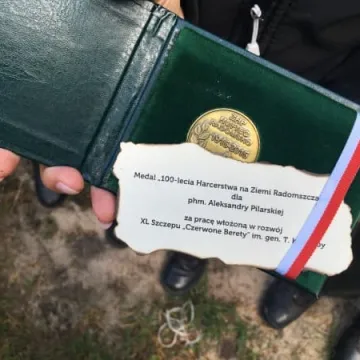 Medal „100-lecia Harcerstwa na Ziemi Radomszcza
dla
phm. Aleksandry Pilarskiej
za pracę włożoną w rozwój
XL Szczepu „Czerwone Berety” im. gen. T. K
by